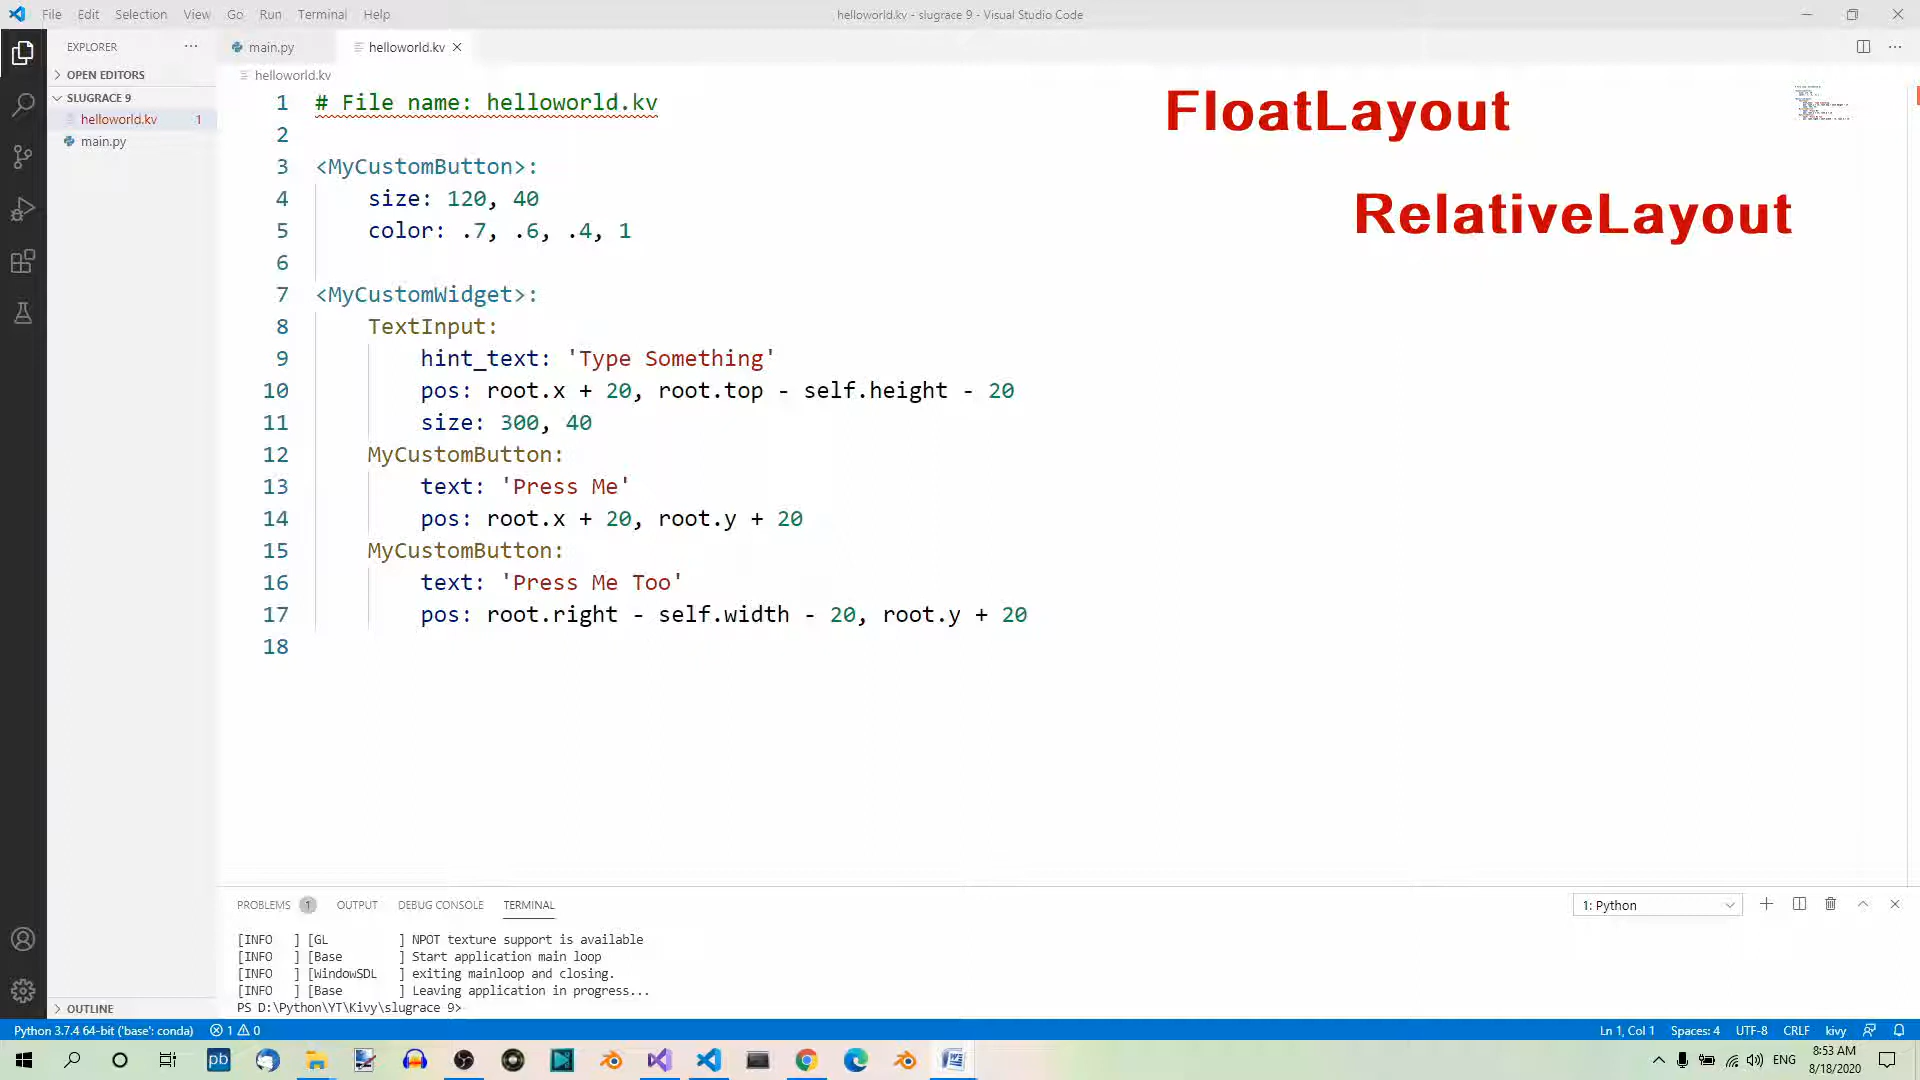 File Edit Selection View Go Run Terminal Help
helloworld.kv - slugrace 9 - Visual Studio Code
EXPLORER
OPEN EDITORS
SLUGRACE 9
helloworld.kv 1
main.py
OUTLINE
main.py helloworld.kv
helloworld.kv
1 # File name: helloworld.kv
2
3 <MyCustomButton>:
4 size: 120, 40
5 color: .7, .6, .4, 1
6
7 <MyCustomWidget>:
8 TextInput:
9 hint_text: 'Type Something'
10 pos: root.x + 20, root.top - self.height - 20
11 size: 300, 40
12 MyCustomButton:
13 text: 'Press Me'
14 pos: root.x + 20, root.y + 20
15 MyCustomButton:
16 text: 'Press Me Too'
17 pos: root.right - self.width - 20, root.y + 20
18
FloatLayout
RelativeLayout
PROBLEMS 1 OUTPUT DEBUG CONSOLE TERMINAL
1: Python
[INFO ] [GL ] NPOT texture support is available
[INFO ] [Base ] Start application main loop
[INFO ] [WindowSDL ] exiting mainloop and closing.
[INFO ] [Base ] Leaving application in progress...
PS D:\Python\YT\Kivy\slugrace 9>
Python 3.7.4 64-bit ('base': conda) 1 0
Ln 1, Col 1 Spaces: 4 UTF-8 CRLF kivy
pb
ENG
8:53 AM
8/18/2020